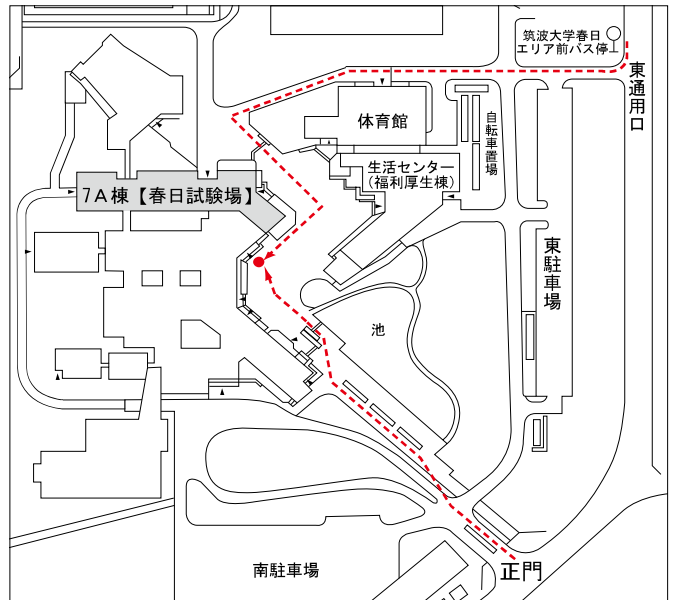 筑波大学春日
エリア前バス停
東通用口
体育館
自転車置場
生活センター
(福利厚生棟)
7A棟【春日試験場】
東駐車場
池
南駐車場
正門